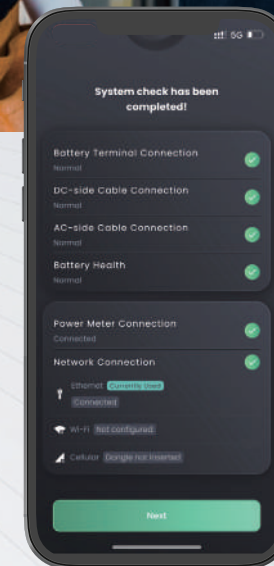 5G
System check has been
completed!
Battery Terminal Connection
Normal
DC-side Cable Connection
Normal
AC-side Cable Connection
Normal
Battery Health
Normal
Power Meter Connection
Connected
Network Connection
Ethernet Currently Used
Connected
Wi-Fi Not configured
Cellular Dongle not inserted
Next